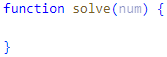 function solve(num) {
}